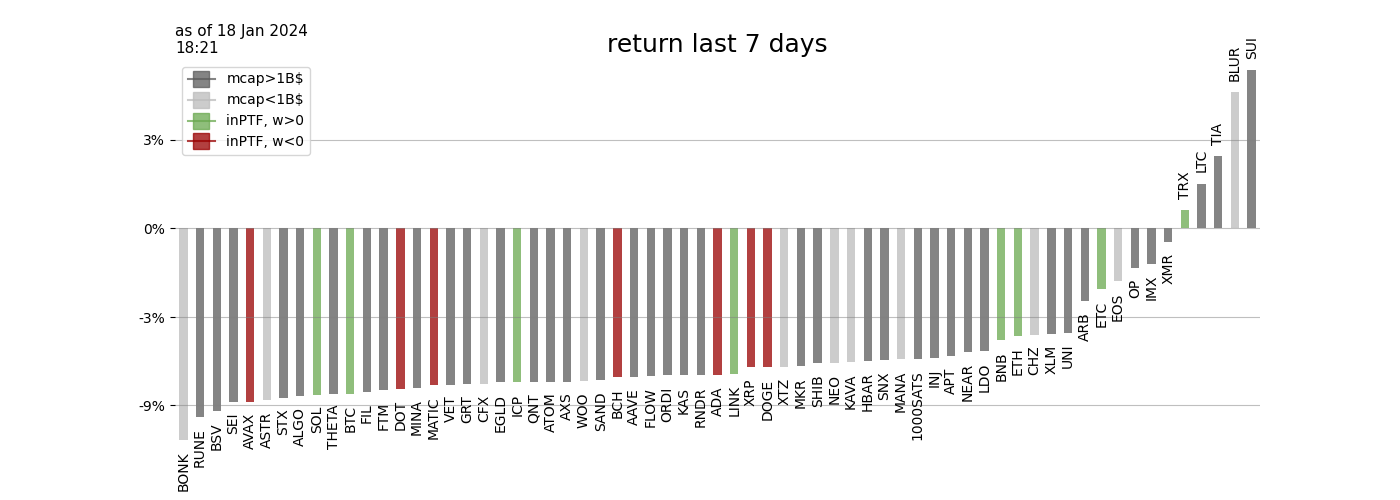 as of 18 Jan 2024
18:21
return last 7 days
mcap>1B$
mcap<1B$
inPTF, w>0
inPTF, w<0
3%
0%
-3%
-9%
BONK
RUNE
BSV
SEI
AVAX
ASTR
STX
ALGO
SOL
THETA
BTC
FIL
FTM
DOT
MINA
MATIC
VET
GRT
CFX
EGLD
ICP
QNT
ATOM
AXS
WOO
SAND
BCH
AAVE
FLOW
ORDI
KAS
RNDR
ADA
LINK
XRP
DOGE
XTZ
MKR
SHIB
NEO
KAVA
HBAR
SNX
MANA
1000SATS
INJ
APT
NEAR
LDO
BNB
ETH
CHZ
XLM
UNI
ARB
ETC
EOS
OP
IMX
XMR
TRX
LTC
TIA
BLUR
SUI